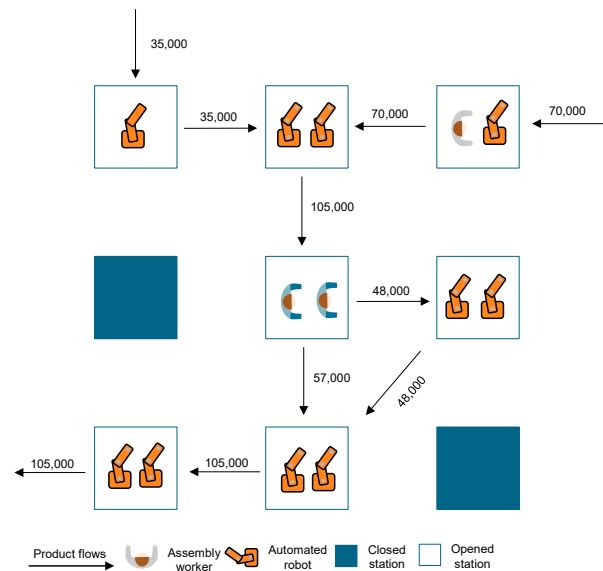 35,000
35,000
70,000
70,000
105,000
48,000
57,000
48,000
105,000
105,000
Product flows
Assembly
worker
Automated
robot
Closed
station
Opened
station